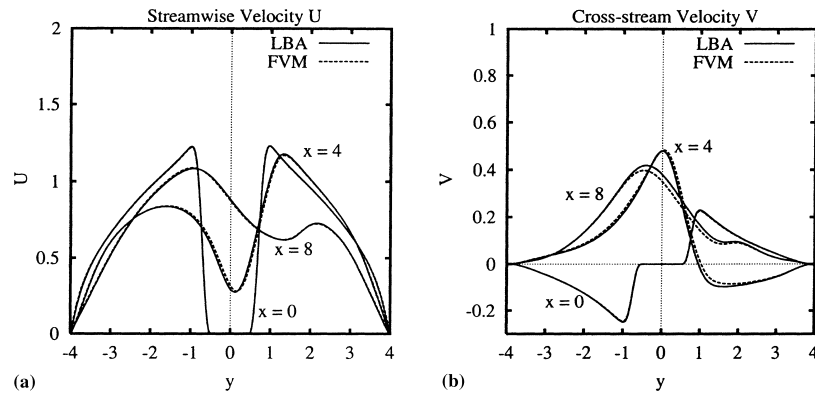 Streamwise Velocity U
2
1.5
1
0.5
0
U
LBA
FVM
x = 4
x = 8
x = 0
-4 -3 -2 -1 0 1 2 3 4
(a) y
Cross-stream Velocity V
1
0.8
0.6
0.4
0.2
0
-0.2
V
LBA
FVM
x = 4
x = 8
x = 0
-4 -3 -2 -1 0 1 2 3 4
(b) y